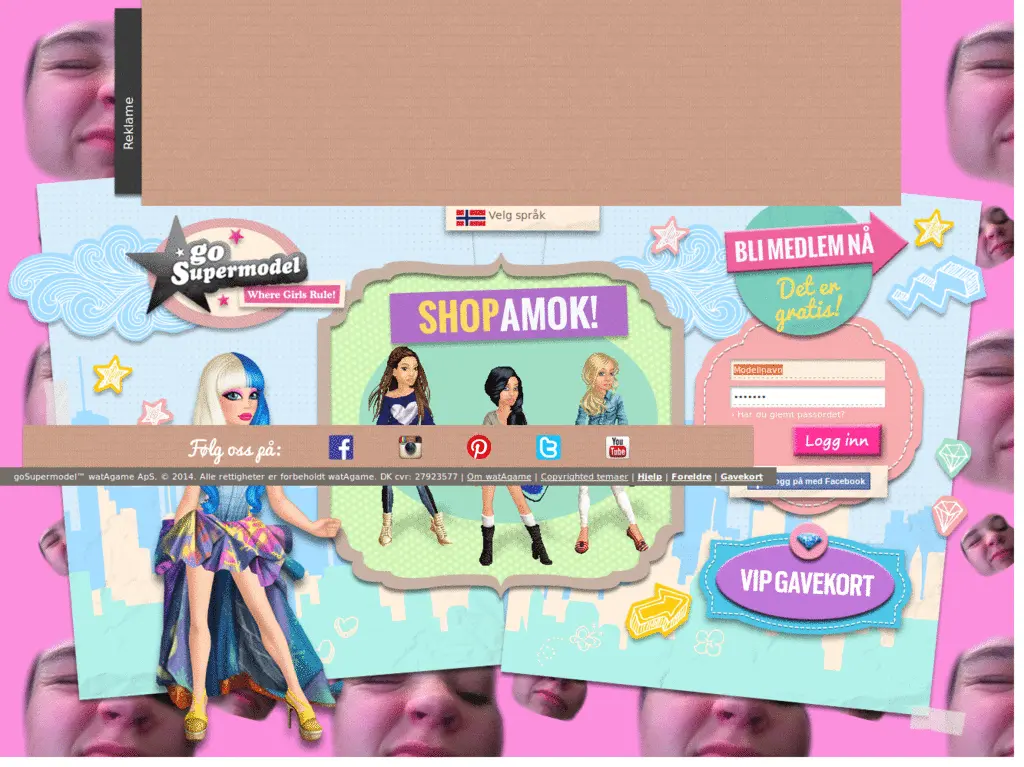 Reklame
Velg språk
go
Supermodel
Where Girls Rule!
SHOPAMOK!
BLI MEDLEM NÅ
Det er
gratis!
Modellnavn
•••••••
› Har du glemt passordet?
Logg inn
Logg på med Facebook
Følg oss på:
You
Tube
goSupermodel™ watAgame ApS. © 2014. Alle rettigheter er forbeholdt watAgame. DK cvr: 27923577 | Om watAgame | Copyrighted temaer | Hjelp | Foreldre | Gavekort
VIP GAVEKORT